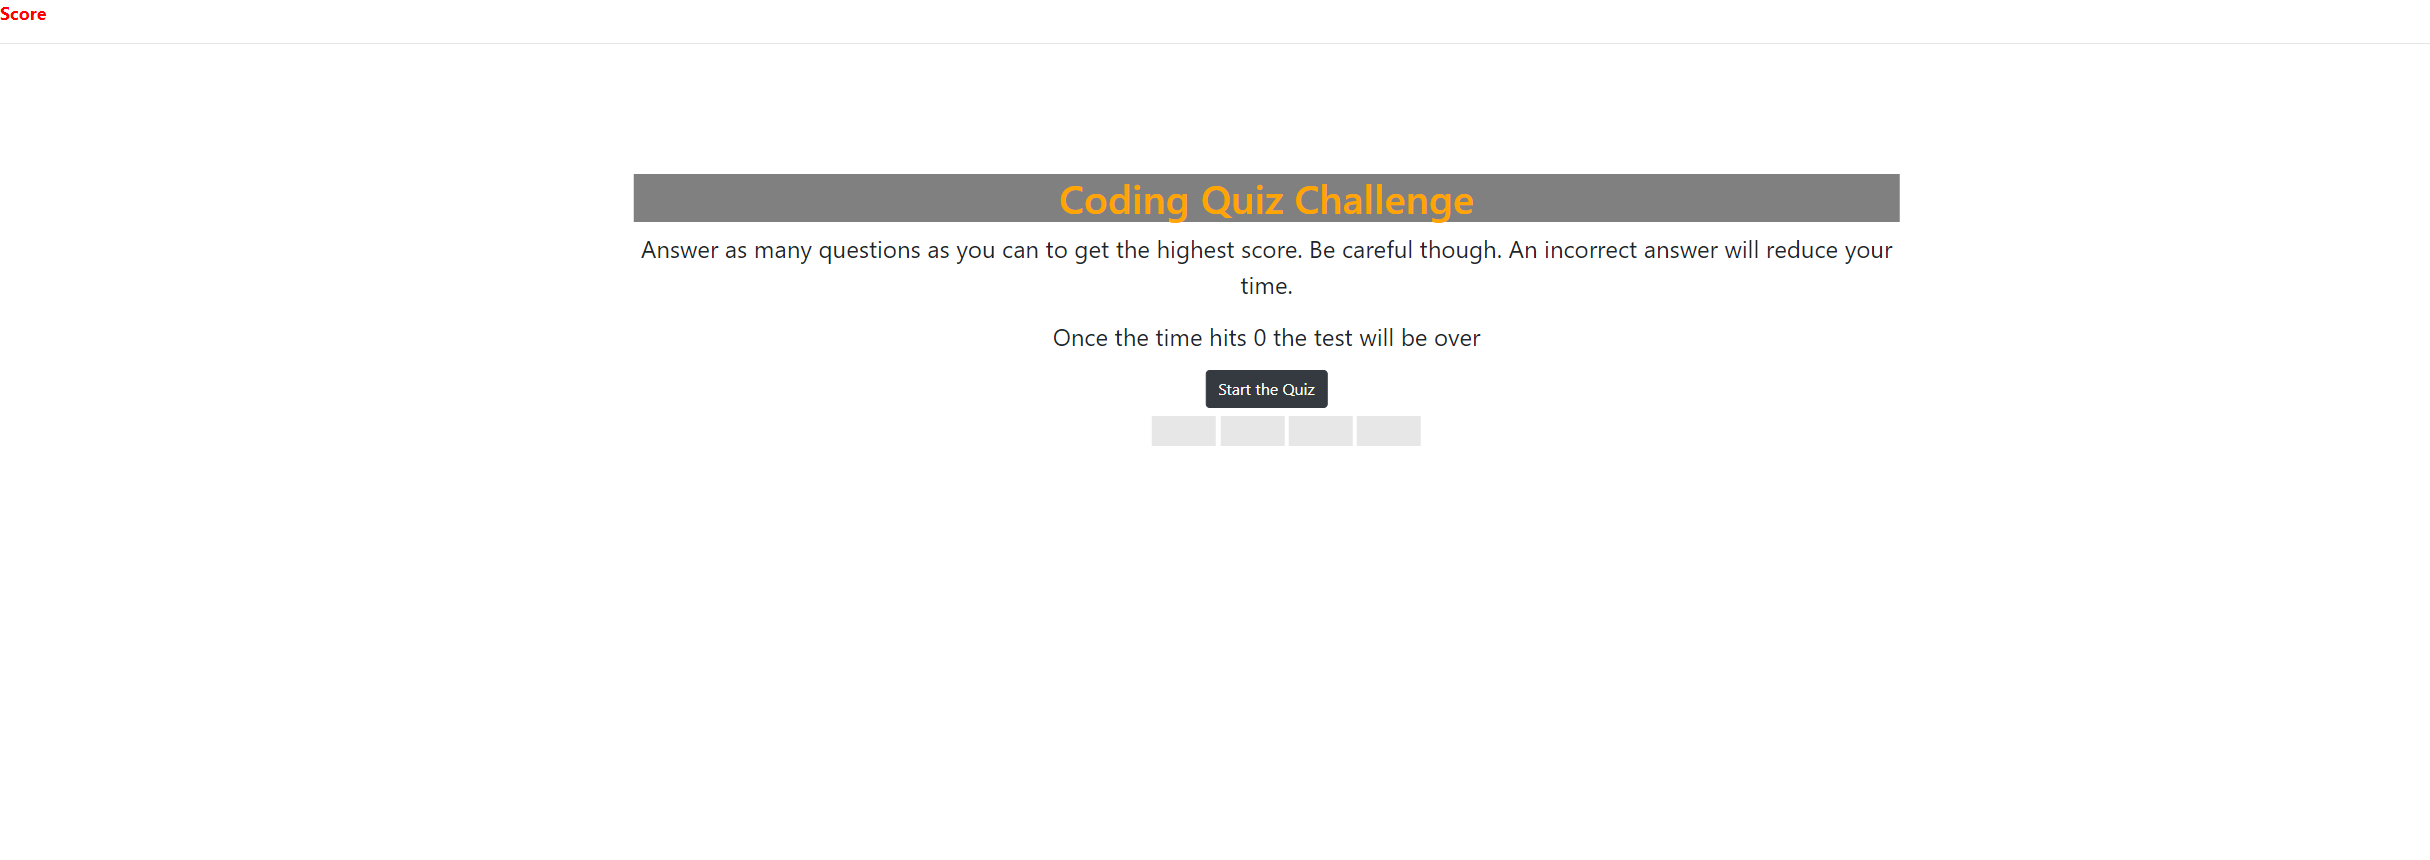 Score
Coding Quiz Challenge
Answer as many questions as you can to get the highest score. Be careful though. An incorrect answer will reduce your
time.
Once the time hits 0 the test will be over
Start the Quiz